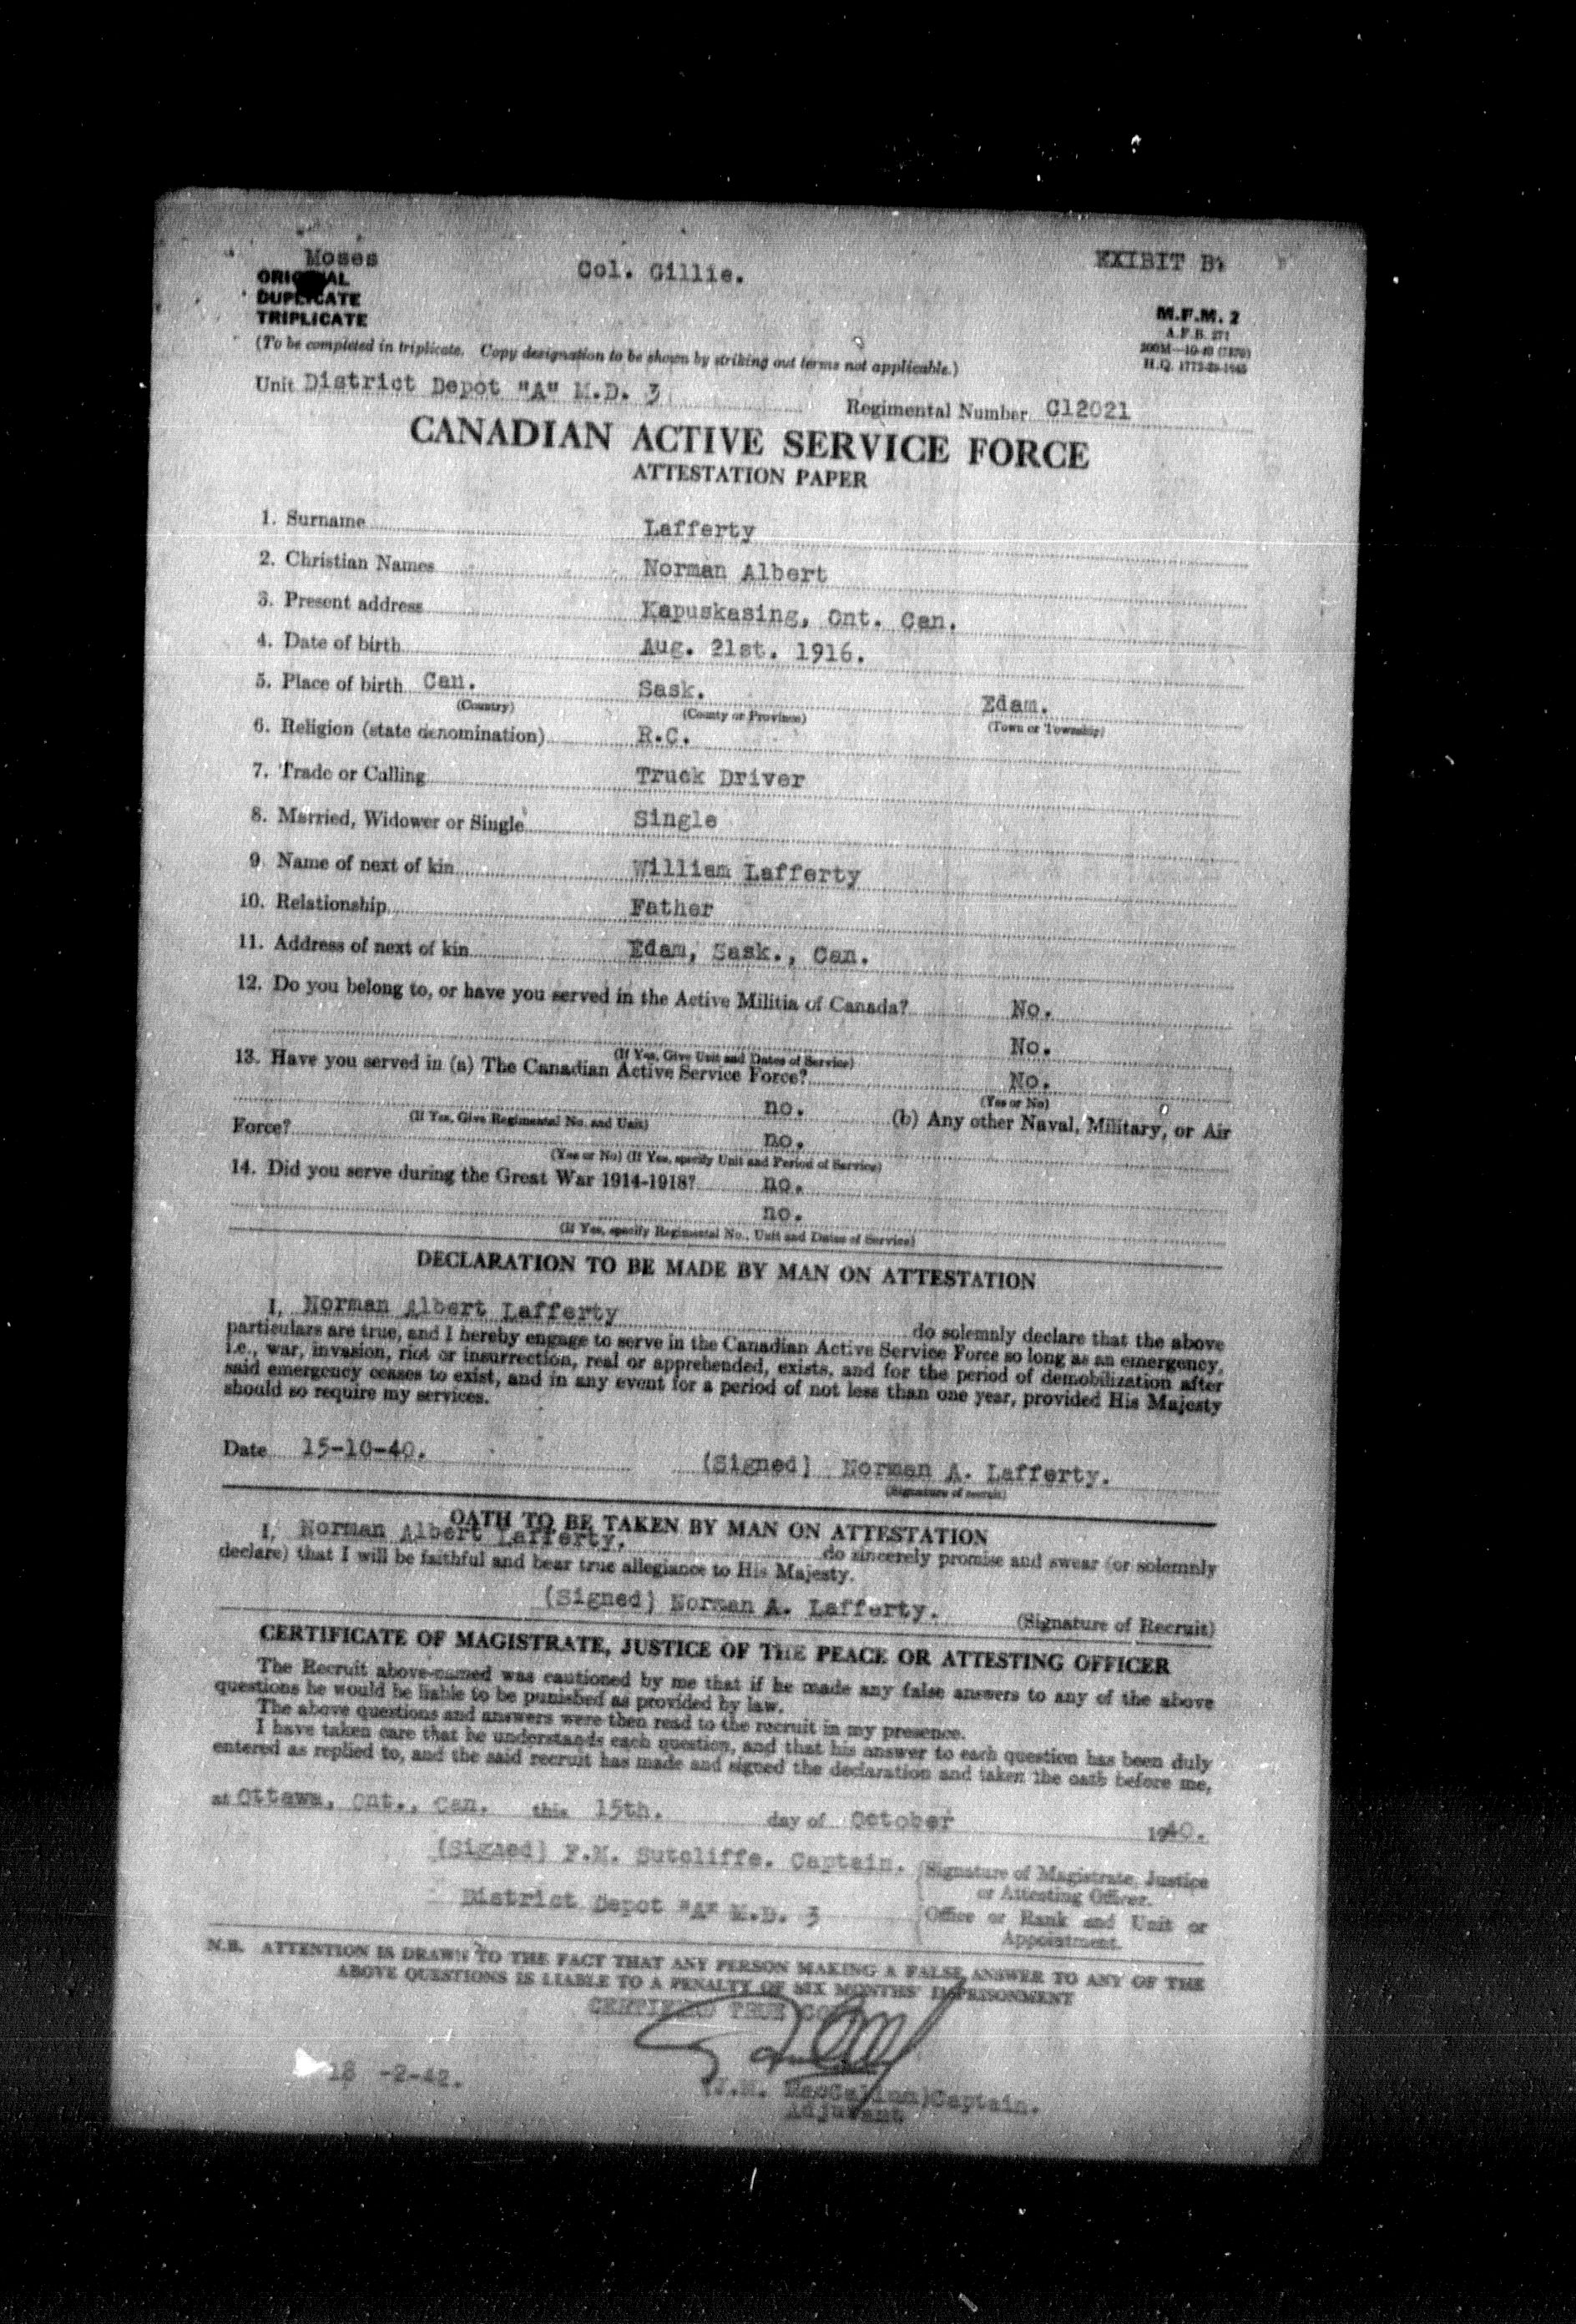 Moses
Col. Gillie.
EXIBIT B.
ORIGINAL
DUPLICATE
TRIPLICATE
M.F.M. 2
A.F.B. 271
H.Q. 1772-39-1645
(To be completed in triplicate. Copy designation to be shown by striking out terms not applicable.)
Unit District Depot "A" M.D. 3
Regimental Number C12021
CANADIAN ACTIVE SERVICE FORCE
ATTESTATION PAPER
1. Surname Lafferty
2. Christian Names Norman Albert
3. Present address Kapuskasing, Ont. Can.
4. Date of birth Aug. 21st. 1916.
5. Place of birth Can. Sask. Edam.
(Country) (County or Province) (Town or Township)
6. Religion (state denomination) R.C.
7. Trade or Calling Truck Driver
8. Married, Widower or Single Single
9. Name of next of kin William Lafferty
10. Relationship Father
11. Address of next of kin Edam, Sask., Can.
12. Do you belong to, or have you served in the Active Militia of Canada? No.
No.
(If Yes, Give Unit and Dates of Service)
13. Have you served in (a) The Canadian Active Service Force? No.
(Yes or No)
no. (b) Any other Naval, Military, or Air
(If Yes, Give Regimental No. and Unit)
Force? no.
(Yes or No) (If Yes, specify Unit and Period of Service)
14. Did you serve during the Great War 1914-1918? no.
no.
(If Yes, specify Regimental No., Unit and Dates of Service)
DECLARATION TO BE MADE BY MAN ON ATTESTATION
I, Norman Albert Lafferty do solemnly declare that the above
particulars are true, and I hereby engage to serve in the Canadian Active Service Force so long as an emergency,
i.e., war, invasion, riot or insurrection, real or apprehended, exists, and for the period of demobilization after
said emergency ceases to exist, and in any event for a period of not less than one year, provided His Majesty
should so require my services.
Date 15-10-40. (Signed) Norman A. Lafferty.
(Signature of recruit)
OATH TO BE TAKEN BY MAN ON ATTESTATION
I, Norman Albert Lafferty. do sincerely promise and swear (or solemnly
declare) that I will be faithful and bear true allegiance to His Majesty.
(Signed) Norman A. Lafferty. (Signature of Recruit)
CERTIFICATE OF MAGISTRATE, JUSTICE OF THE PEACE OR ATTESTING OFFICER
The Recruit above-named was cautioned by me that if he made any false answers to any of the above
questions he would be liable to be punished as provided by law.
The above questions and answers were then read to the recruit in my presence.
I have taken care that he understands each question, and that his answer to each question has been duly
entered as replied to, and the said recruit has made and signed the declaration and taken the oath before me,
at Ottawa, Ont., Can. this 15th. day of October 1940.
(Signed) F.M. Sutcliffe. Captain. (Signature of Magistrate, Justice
or Attesting Officer.
District Depot "A" M.D. 3 Office or Rank and Unit or
Appointment.
N.B. ATTENTION IS DRAWN TO THE FACT THAT ANY PERSON MAKING A FALSE ANSWER TO ANY OF THE
ABOVE QUESTIONS IS LIABLE TO A PENALTY OF SIX MONTHS' IMPRISONMENT
CERTIFIED TRUE COPY
18 -2-42.
(J.M. MacCallum)Captain.
Adjutant